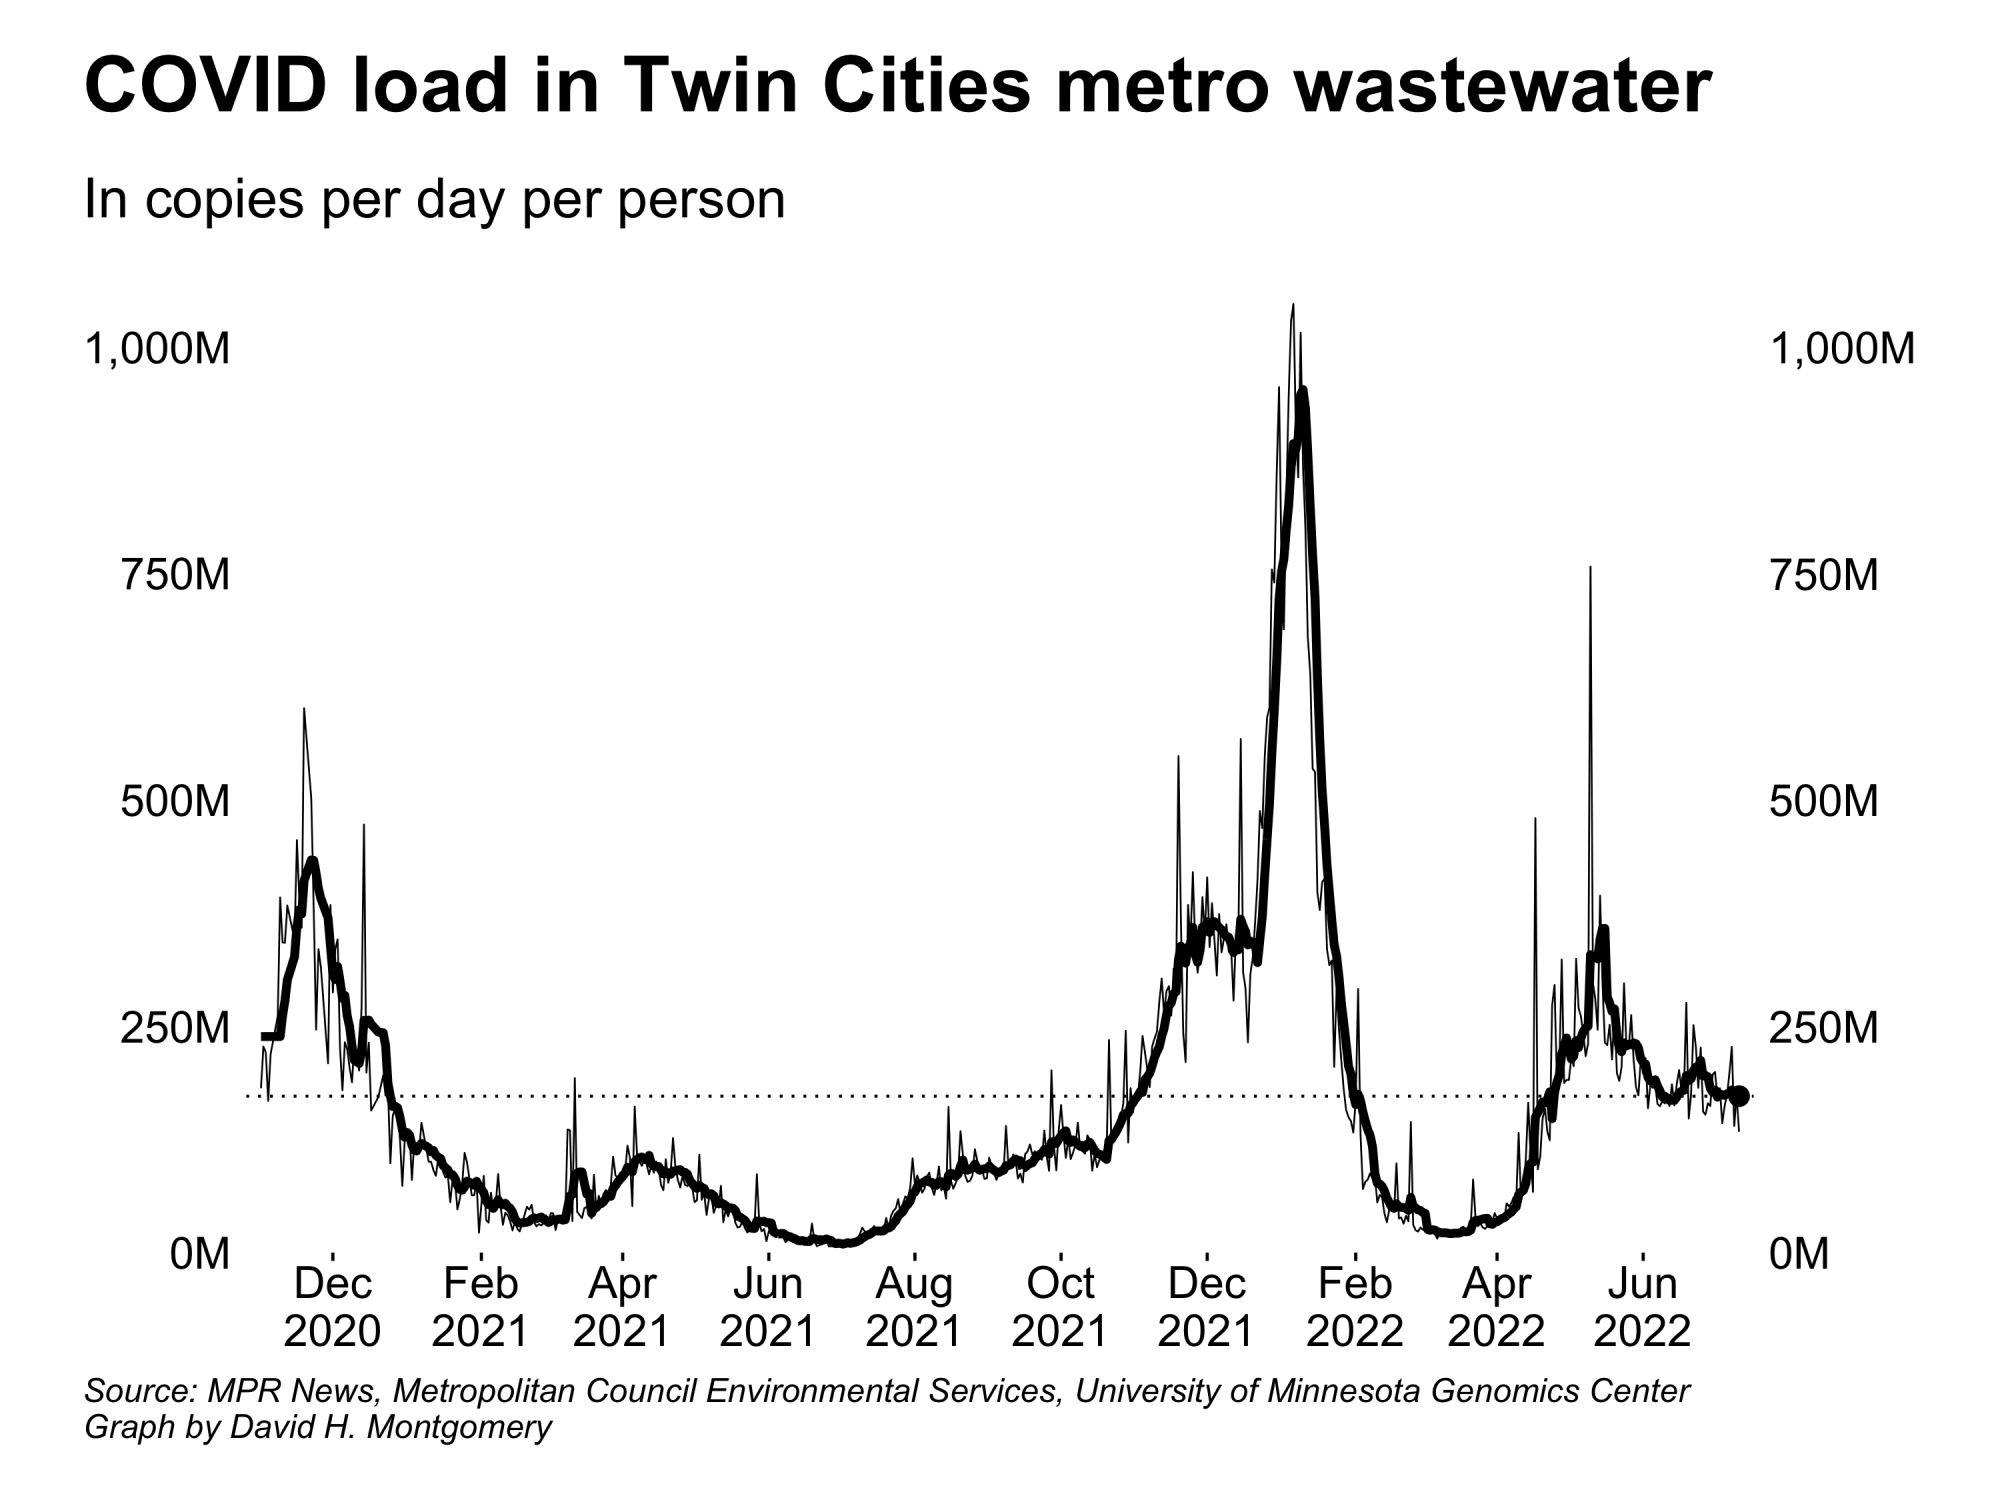 COVID load in Twin Cities metro wastewater
In copies per day per person
1,000M 1,000M
750M 750M
500M 500M
250M 250M
0M 0M
Dec Feb Apr Jun Aug Oct Dec Feb Apr Jun
2020 2021 2021 2021 2021 2021 2021 2022 2022 2022
Source: MPR News, Metropolitan Council Environmental Services, University of Minnesota Genomics Center
Graph by David H. Montgomery